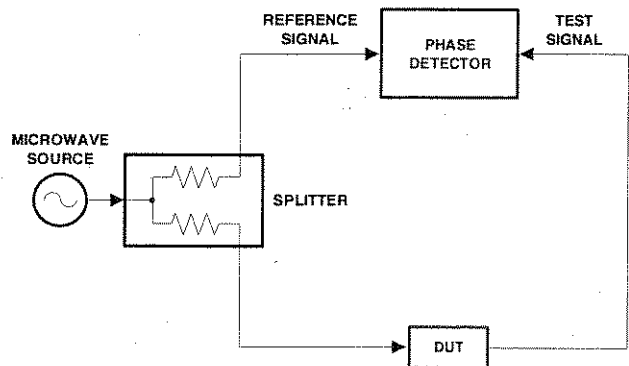 REFERENCE
SIGNAL
PHASE
DETECTOR
TEST
SIGNAL
MICROWAVE
SOURCE
SPLITTER
DUT